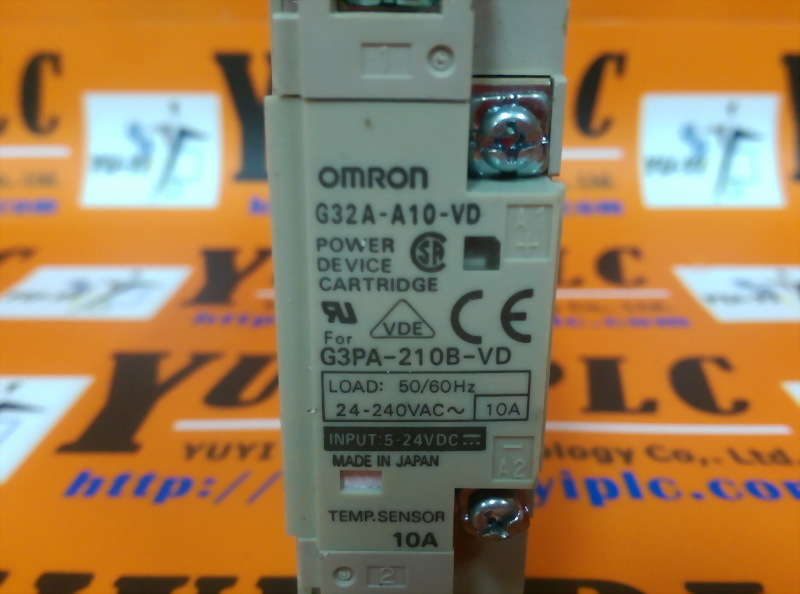 1
OMRON
G32A-A10-VD
A1
+
POWER
DEVICE
CARTRIDGE
SA
VDE
CE
For
G3PA-210B-VD
LOAD: 50/60Hz
24-240VAC~ 10A
INPUT:5-24VDC
A2
MADE IN JAPAN
TEMP.SENSOR
10A
2
PLC
YUYI
ology Co,. Ltd.
http://
yiplc.com